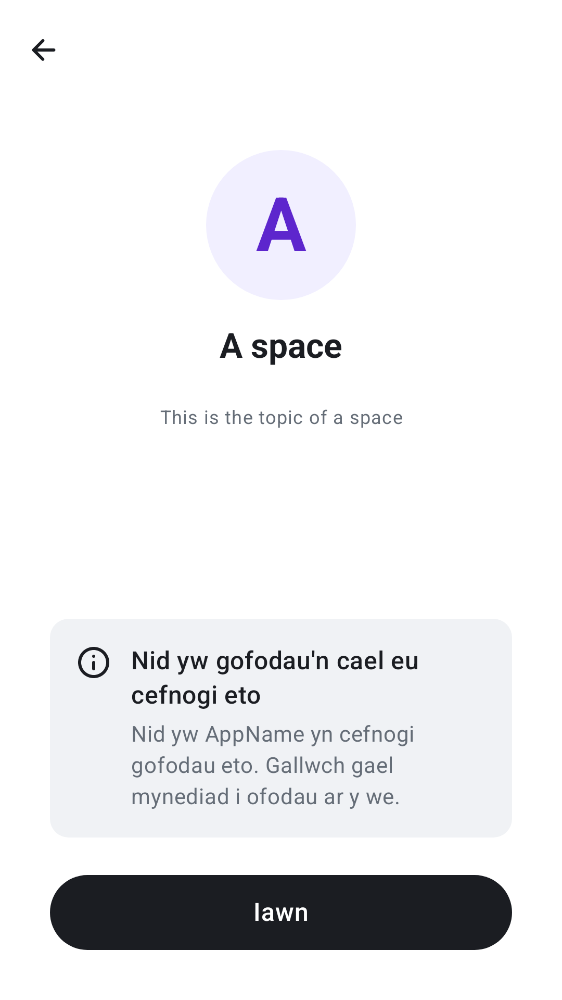 A
A space
This is the topic of a space
Nid yw gofodau'n cael eu
cefnogi eto
Nid yw AppName yn cefnogi
gofodau eto. Gallwch gael
mynediad i ofodau ar y we.
Iawn